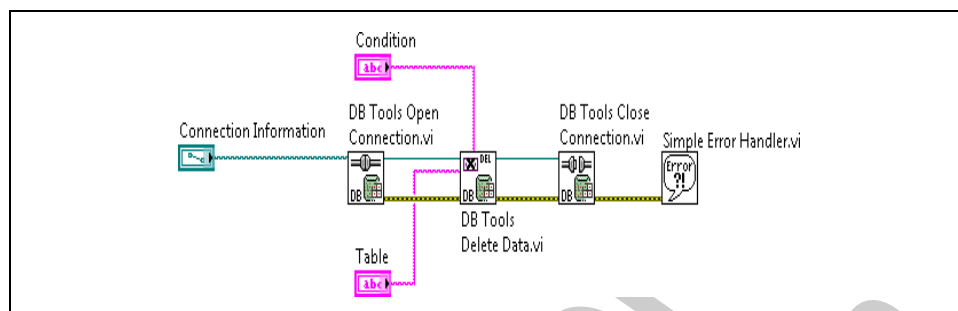 Condition
abc
DB Tools Open
Connection.vi
DB Tools Close
Connection.vi
Simple Error Handler.vi
Connection Information
DEL
Error
?!
DB
DB
DB
DB Tools
Delete Data.vi
Table
abc